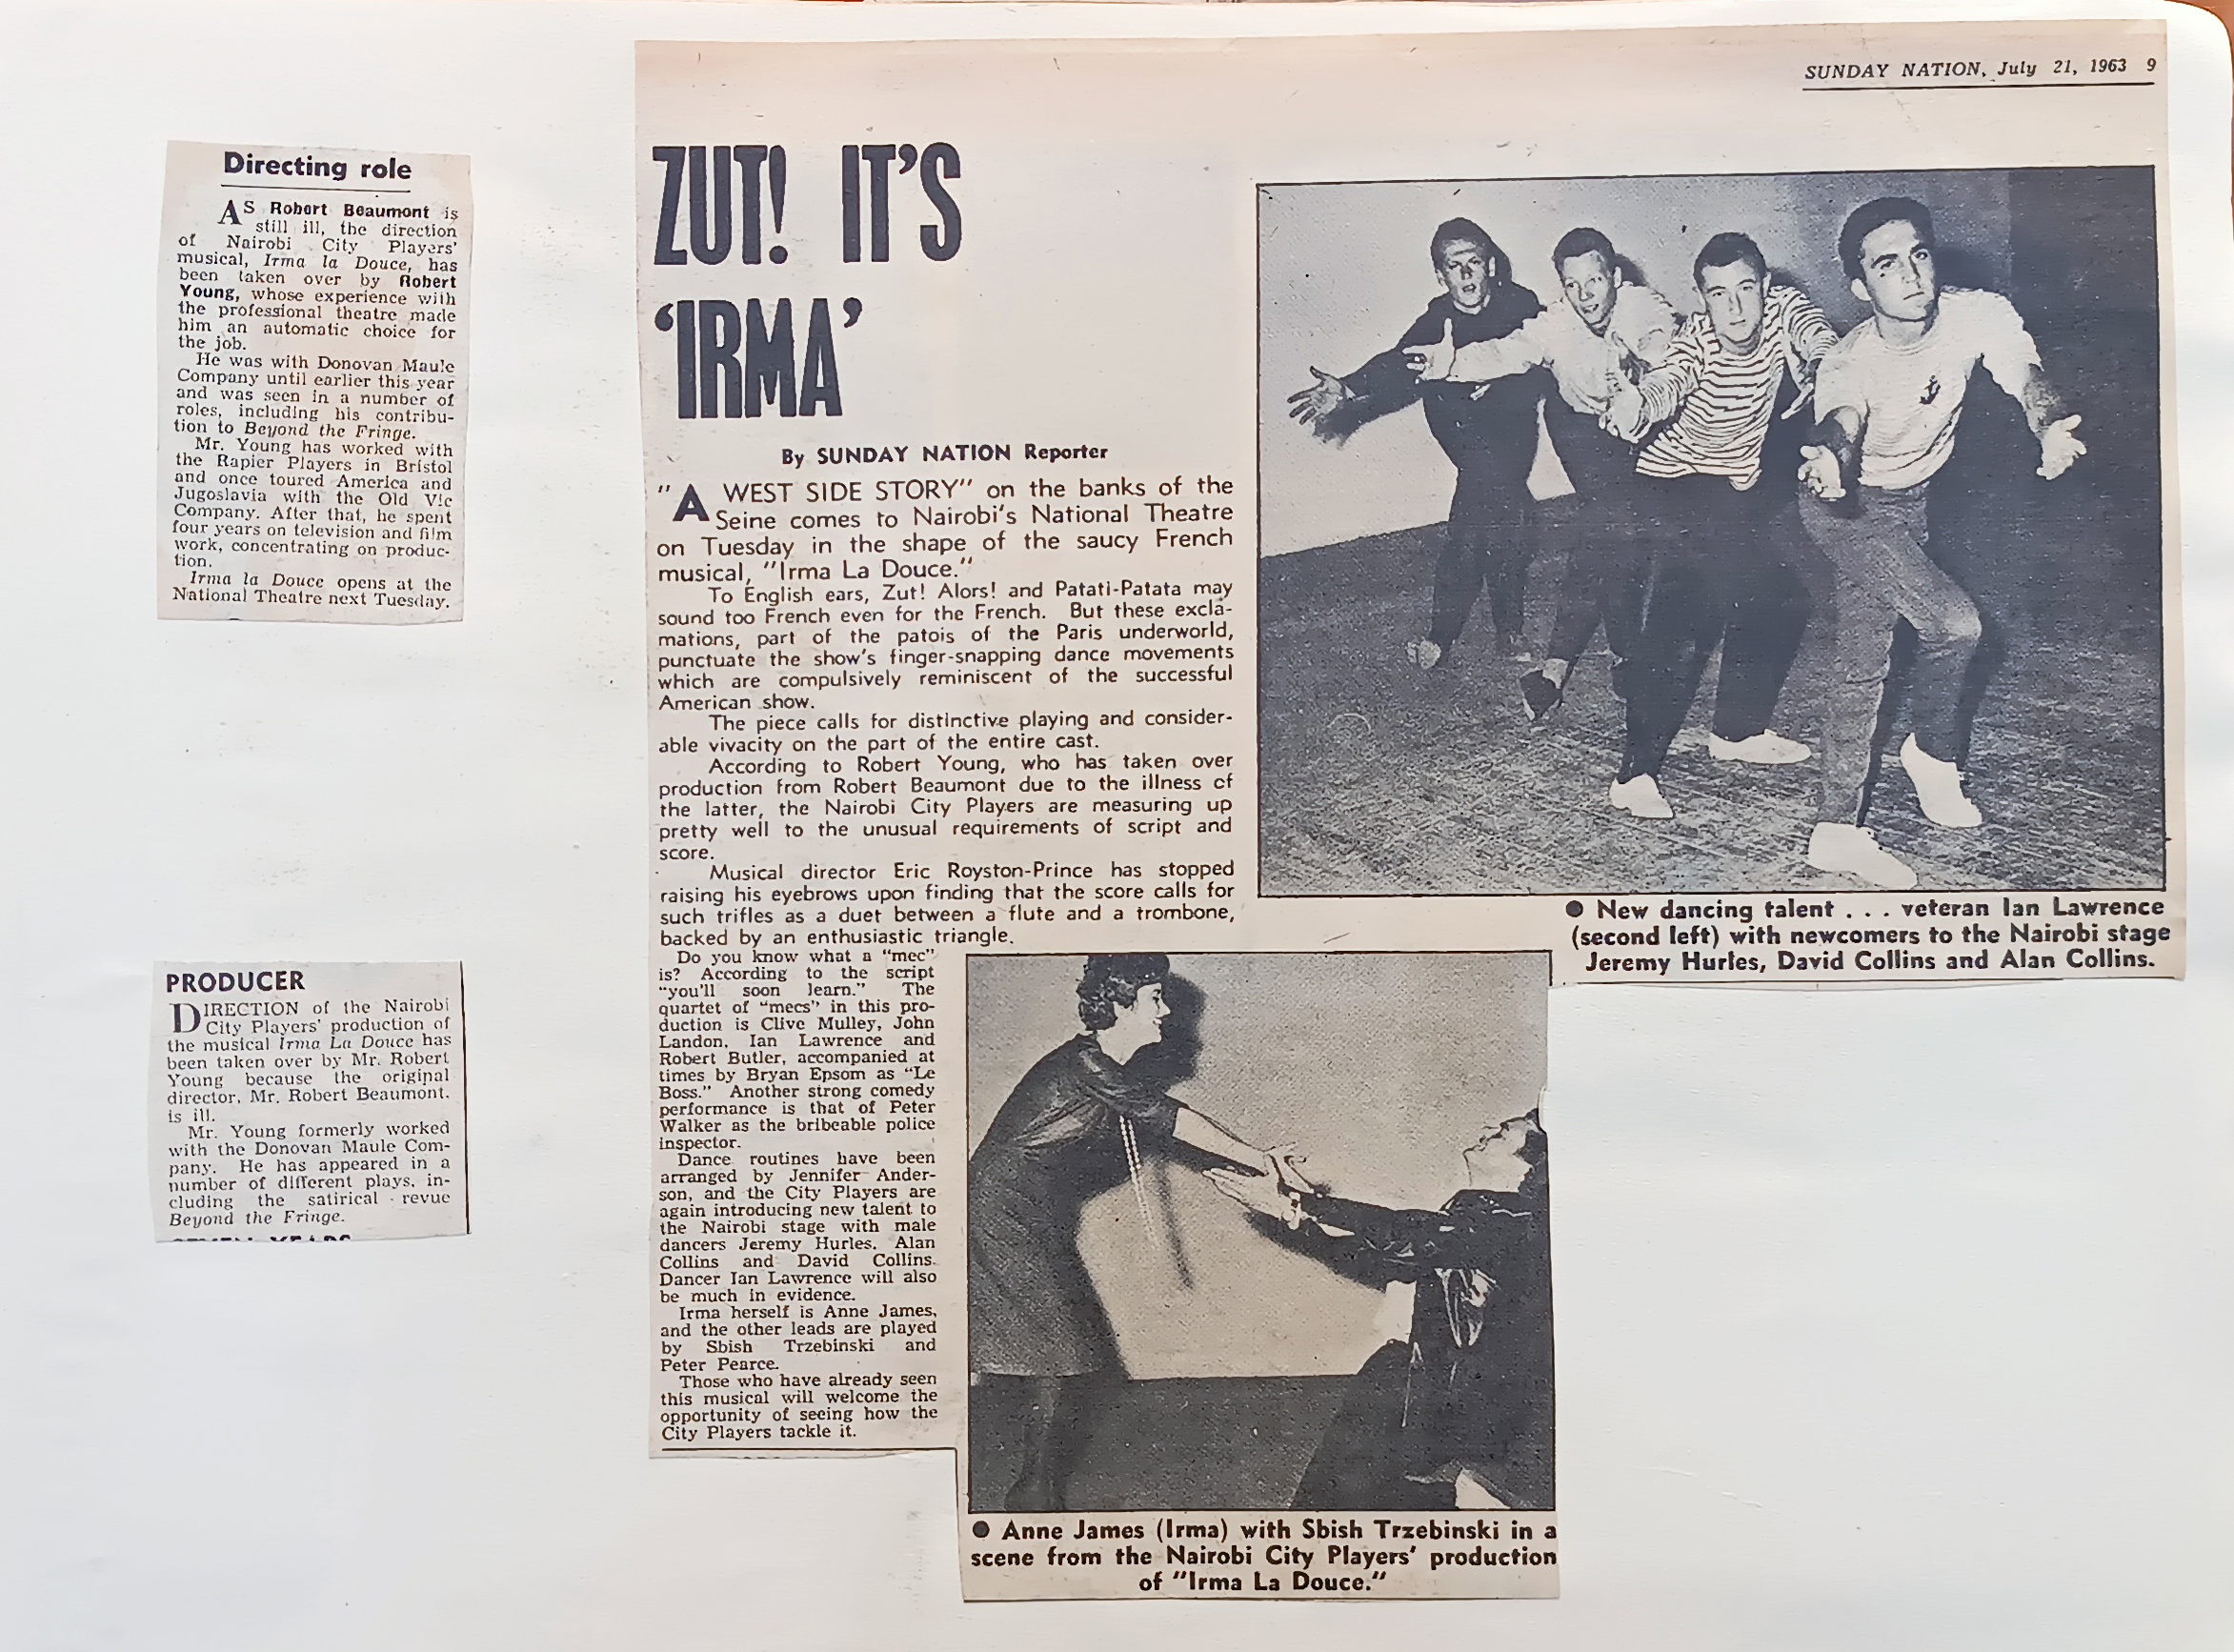 Directing role
AS Robert Beaumont is
still ill, the direction
of Nairobi City Players'
musical, Irma la Douce, has
been taken over by Robert
Young, whose experience with
the professional theatre made
him an automatic choice for
the job.
He was with Donovan Maule
Company until earlier this year
and was seen in a number of
roles, including his contribu-
tion to Beyond the Fringe.
Mr. Young has worked with
the Rapier Players in Bristol
and once toured America and
Jugoslavia with the Old Vic
Company. After that, he spent
four years on television and film
work, concentrating on produc-
tion.
Irma la Douce opens at the
National Theatre next Tuesday.
PRODUCER
DIRECTION of the Nairobi
City Players' production of
the musical Irma La Douce has
been taken over by Mr. Robert
Young because the original
director, Mr. Robert Beaumont,
is ill.
Mr. Young formerly worked
with the Donovan Maule Com-
pany. He has appeared in a
number of different plays, in-
cluding the satirical revue
Beyond the Fringe.
SUNDAY NATION, July 21, 1963 9
ZUT! IT'S
'IRMA'
By SUNDAY NATION Reporter
"A WEST SIDE STORY" on the banks of the
Seine comes to Nairobi's National Theatre
on Tuesday in the shape of the saucy French
musical, "Irma La Douce."
To English ears, Zut! Alors! and Patati-Patata may
sound too French even for the French. But these excla-
mations, part of the patois of the Paris underworld,
punctuate the show's finger-snapping dance movements
which are compulsively reminiscent of the successful
American show.
The piece calls for distinctive playing and consider-
able vivacity on the part of the entire cast.
According to Robert Young, who has taken over
production from Robert Beaumont due to the illness of
the latter, the Nairobi City Players are measuring up
pretty well to the unusual requirements of script and
score.
Musical director Eric Royston-Prince has stopped
raising his eyebrows upon finding that the score calls for
such trifles as a duet between a flute and a trombone,
backed by an enthusiastic triangle.
Do you know what a "mec"
is? According to the script
"you'll soon learn." The
quartet of "mecs" in this pro-
duction is Clive Mulley, John
Landon, Ian Lawrence and
Robert Butler, accompanied at
times by Bryan Epsom as "Le
Boss." Another strong comedy
performance is that of Peter
Walker as the bribeable police
inspector.
Dance routines have been
arranged by Jennifer Ander-
son, and the City Players are
again introducing new talent to
the Nairobi stage with male
dancers Jeremy Hurles, Alan
Collins and David Collins.
Dancer Ian Lawrence will also
be much in evidence.
Irma herself is Anne James,
and the other leads are played
by Sbish Trzebinski and
Peter Pearce.
Those who have already seen
this musical will welcome the
opportunity of seeing how the
City Players tackle it.
● New dancing talent . . . veteran Ian Lawrence
(second left) with newcomers to the Nairobi stage
Jeremy Hurles, David Collins and Alan Collins.
● Anne James (Irma) with Sbish Trzebinski in a
scene from the Nairobi City Players' production
of "Irma La Douce."